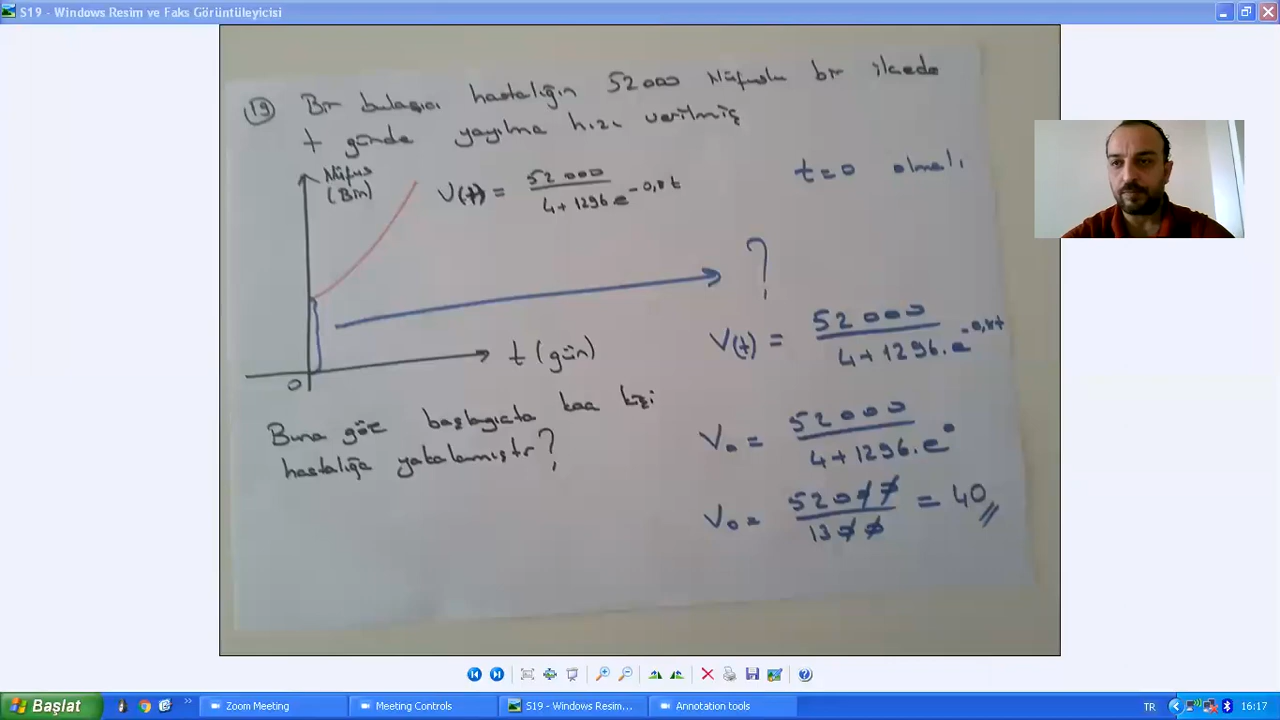 S19 - Windows Resim ve Faks Görüntüleyicisi
19 Bir bulaşıcı hastalığın 52000 Nüfuslu bir ilçede
t günde yayılma hızı verilmiş
Nüfus
(Bin)
V(t) = 52000 / 4+1296e^-0,8t
t=0 olmalı
?
t (gün)
0
V(t) = 52000 / 4+1296.e^-0,8t
Buna göre başlagıcta kaç kişi
hastalığa yakalanmıştır?
V0 = 52000 / 4+1296.e^0
V0 = 52000 / 1300 = 40
Başlat
Zoom Meeting
Meeting Controls
S19 - Windows Resim...
Annotation tools
TR
16:17